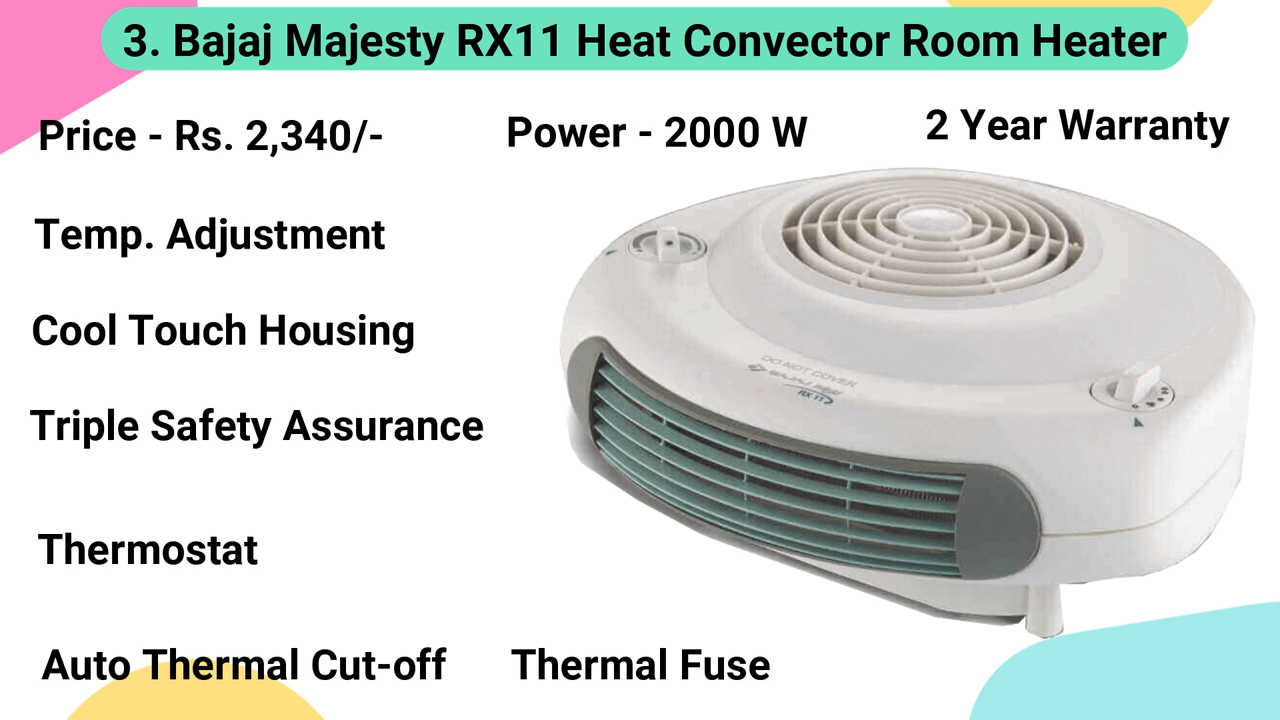 3. Bajaj Majesty RX11 Heat Convector Room Heater
Price - Rs. 2,340/-
Power - 2000 W
2 Year Warranty
Temp. Adjustment
Cool Touch Housing
Triple Safety Assurance
Thermostat
Auto Thermal Cut-off
Thermal Fuse
DO NOT COVER
BAJAJ
RX 11